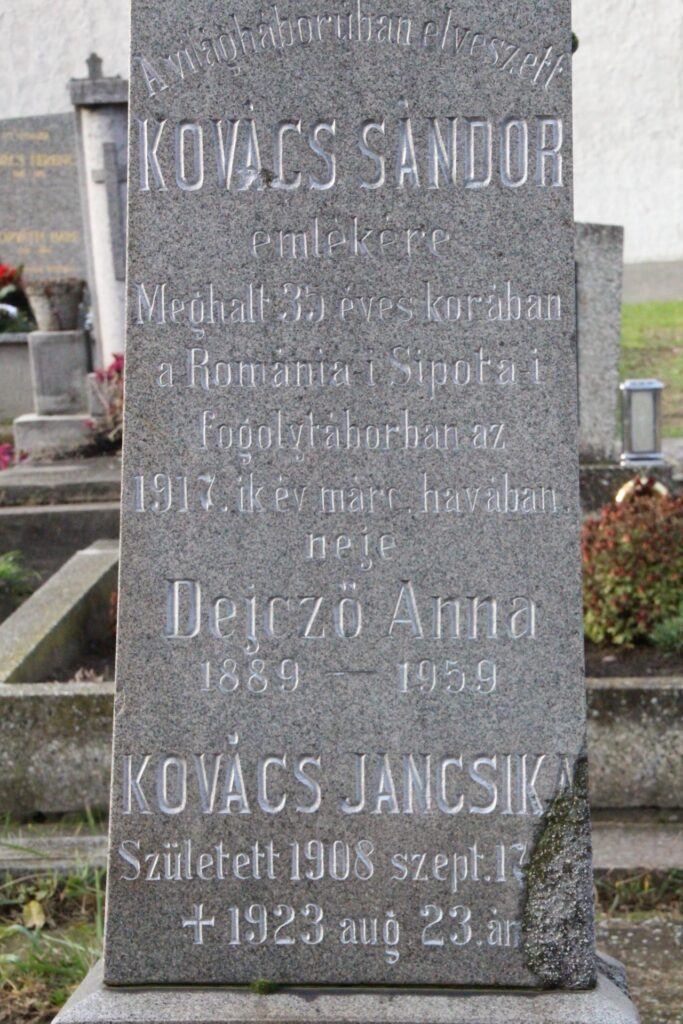 A világháborúban elveszett
KOVÁCS SÁNDOR
emlékére
Meghalt 35 éves korában
a Románia-i Sipota-i
fogolytáborban az
1917. ik év márc. havában.
neje
Dejcző Anna
1889 — 1959
KOVÁCS JANCSIKA
Született 1908 szept.
+ 1923 aug. 23. án